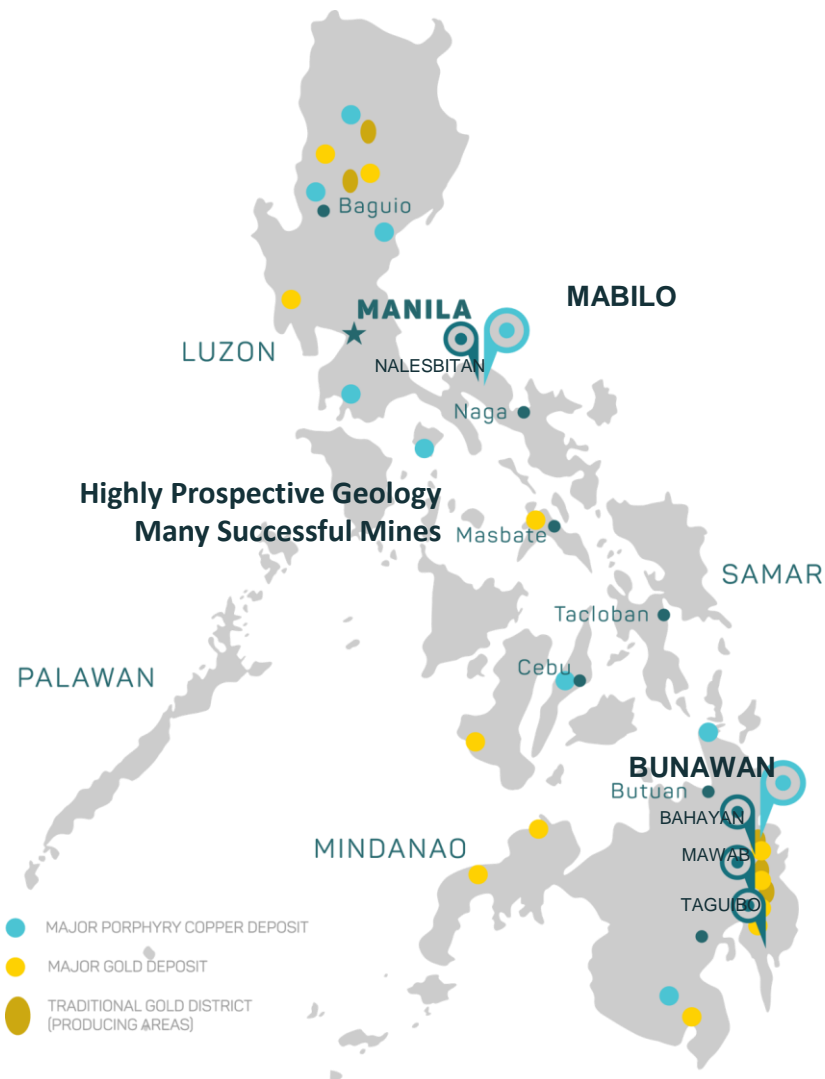 Baguio
MABILO
MANILA
LUZON
NALESBITAN
Naga
Highly Prospective Geology
Many Successful Mines
Masbate
SAMAR
Tacloban
Cebu
PALAWAN
BUNAWAN
Butuan
BAHAYAN
MINDANAO
MAWAB
TAGUIBO
MAJOR PORPHYRY COPPER DEPOSIT
MAJOR GOLD DEPOSIT
TRADITIONAL GOLD DISTRICT
(PRODUCING AREAS)